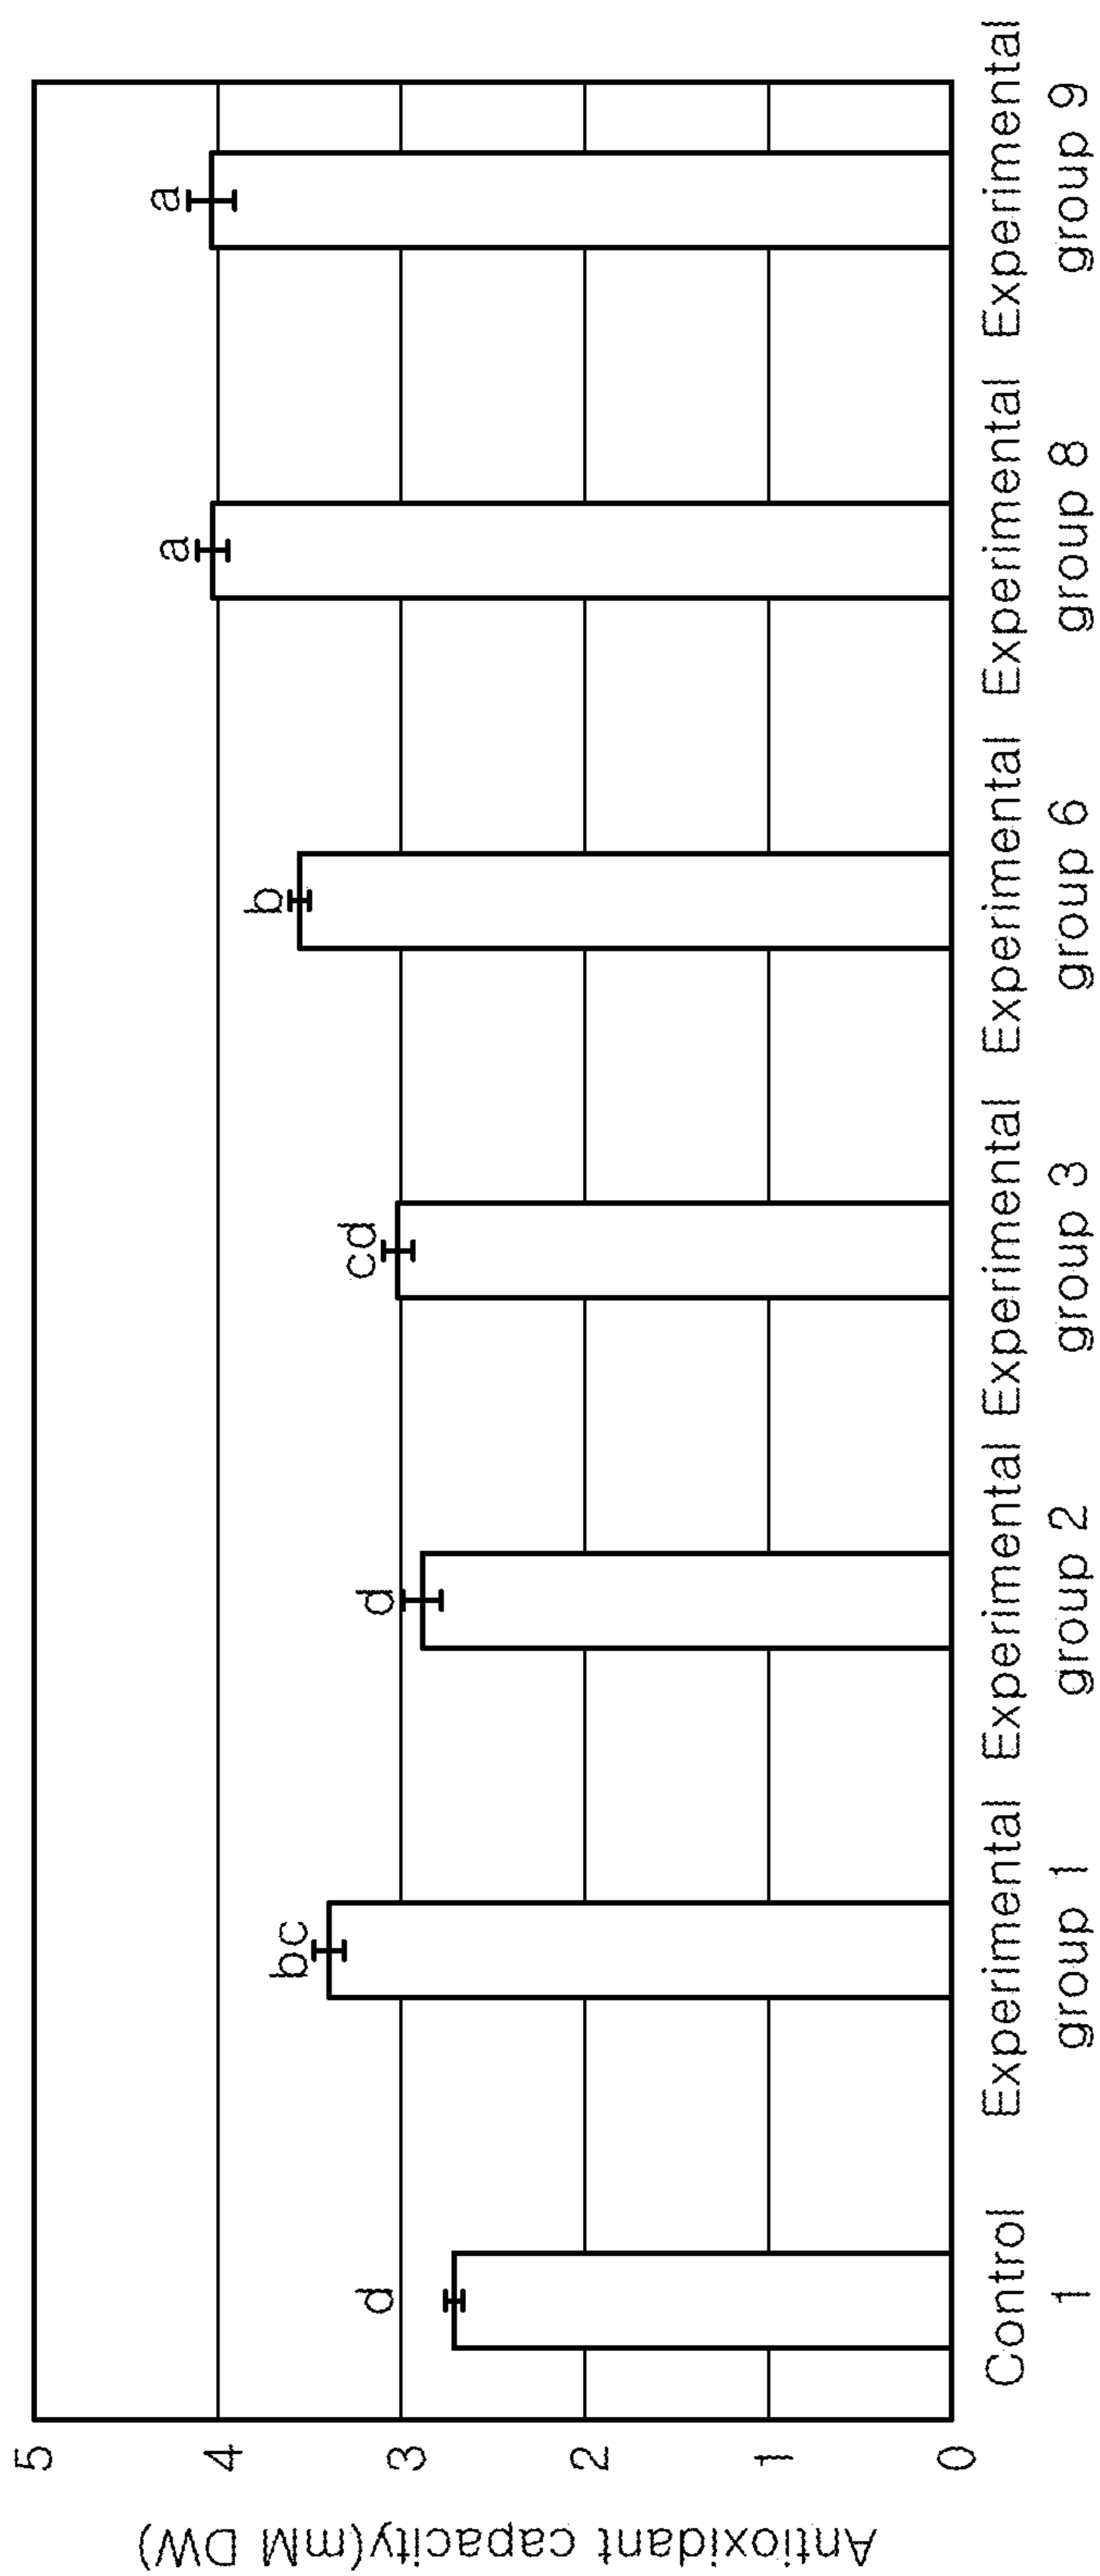 Antioxidant capacity(mM DW)
5
4
3
2
1
0
d
bc
d
cd
b
a
a
Control
1
Experimental
group 1
Experimental
group 2
Experimental
group 3
Experimental
group 6
Experimental
group 8
Experimental
group 9